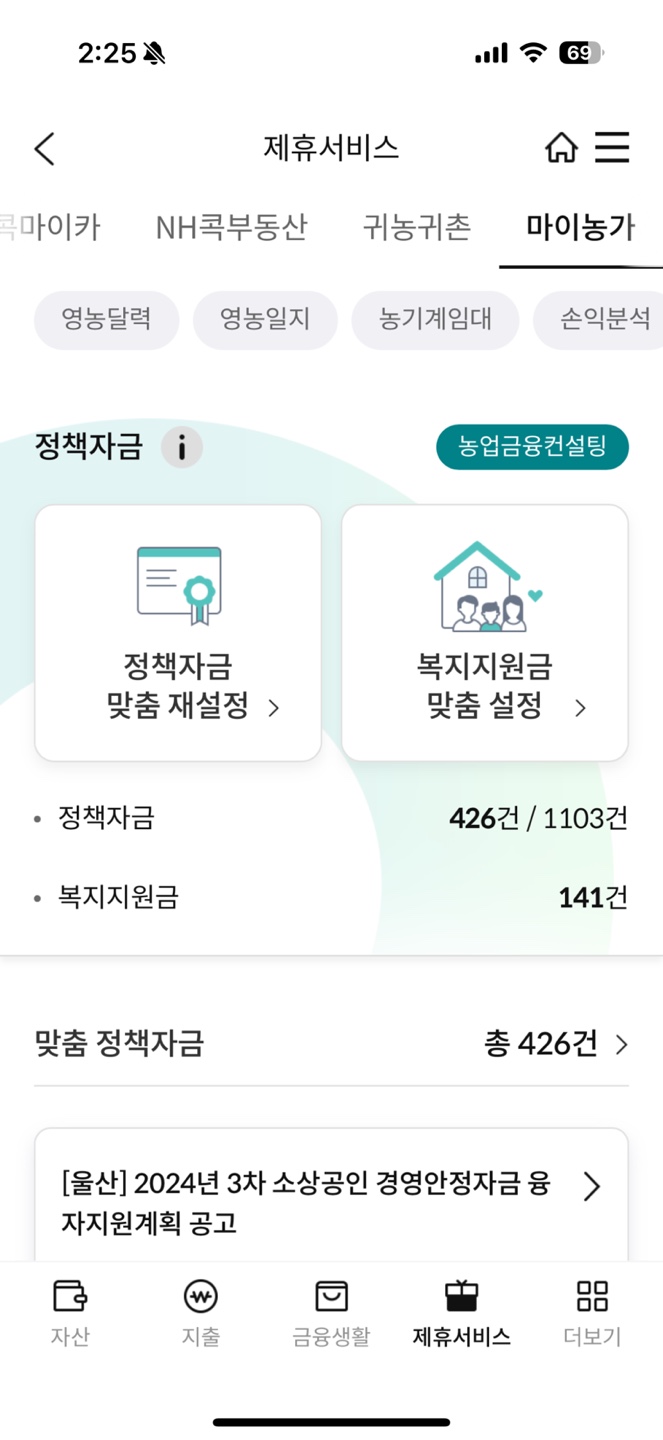 2:25
69
제휴서비스
콕마이카 NH콕부동산 귀농귀촌 마이농가
영농달력 영농일지 농기계임대 손익분석
정책자금 i 농업금융컨설팅
정책자금
맞춤 재설정 >
복지지원금
맞춤 설정 >
• 정책자금 426건 / 1103건
• 복지지원금 141건
맞춤 정책자금 총 426건 >
[울산] 2024년 3차 소상공인 경영안정자금 융
자지원계획 공고
자산 지출 금융생활 제휴서비스 더보기